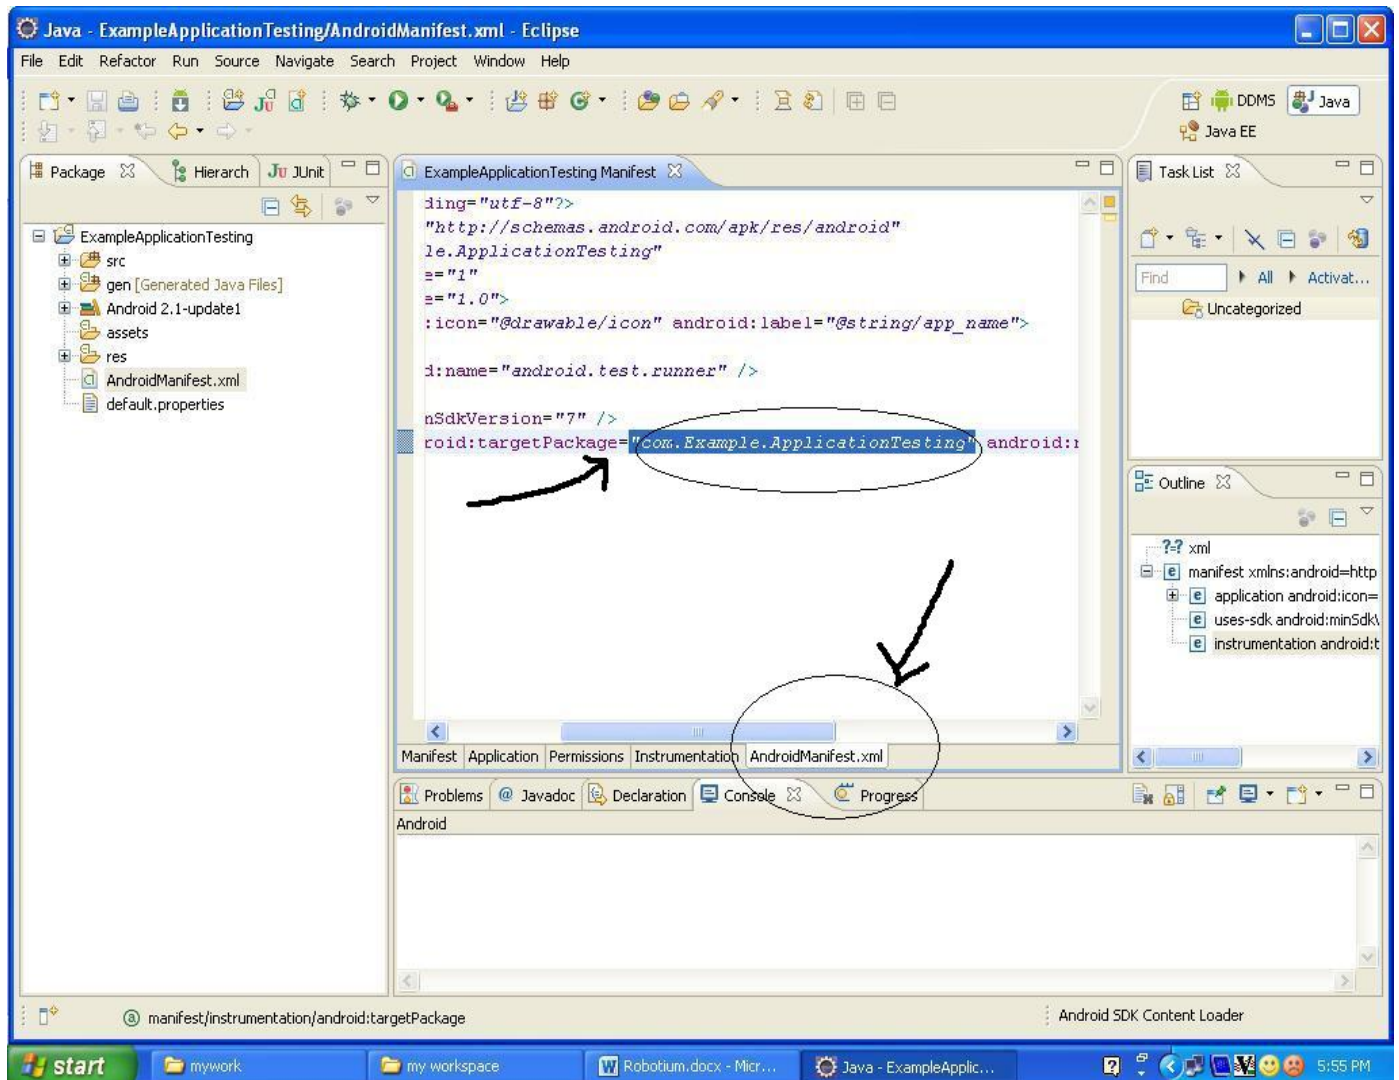 Java - ExampleApplicationTesting/AndroidManifest.xml - Eclipse
File Edit Refactor Run Source Navigate Search Project Window Help
DDMS Java
Java EE
Package Hierarch Ju JUnit
ExampleApplicationTesting Manifest
Task List
ExampleApplicationTesting
src
gen [Generated Java Files]
Android 2.1-update1
assets
res
AndroidManifest.xml
default.properties
ding="utf-8"?>
"http://schemas.android.com/apk/res/android"
le.ApplicationTesting"
="1"
="1.0">
:icon="@drawable/icon" android:label="@string/app_name">
d:name="android.test.runner" />
nSdkVersion="7" />
roid:targetPackage="com.Example.ApplicationTesting" android:r
Find All Activat...
Uncategorized
Outline
?=? xml
e manifest xmlns:android=http
e application android:icon=
e uses-sdk android:minSdk\
e instrumentation android:t
Manifest Application Permissions Instrumentation AndroidManifest.xml
Problems @ Javadoc Declaration Console Progress
Android
manifest/instrumentation/android:targetPackage
Android SDK Content Loader
start mywork my workspace Robotium.docx - Micr... Java - ExampleApplic... 5:55 PM